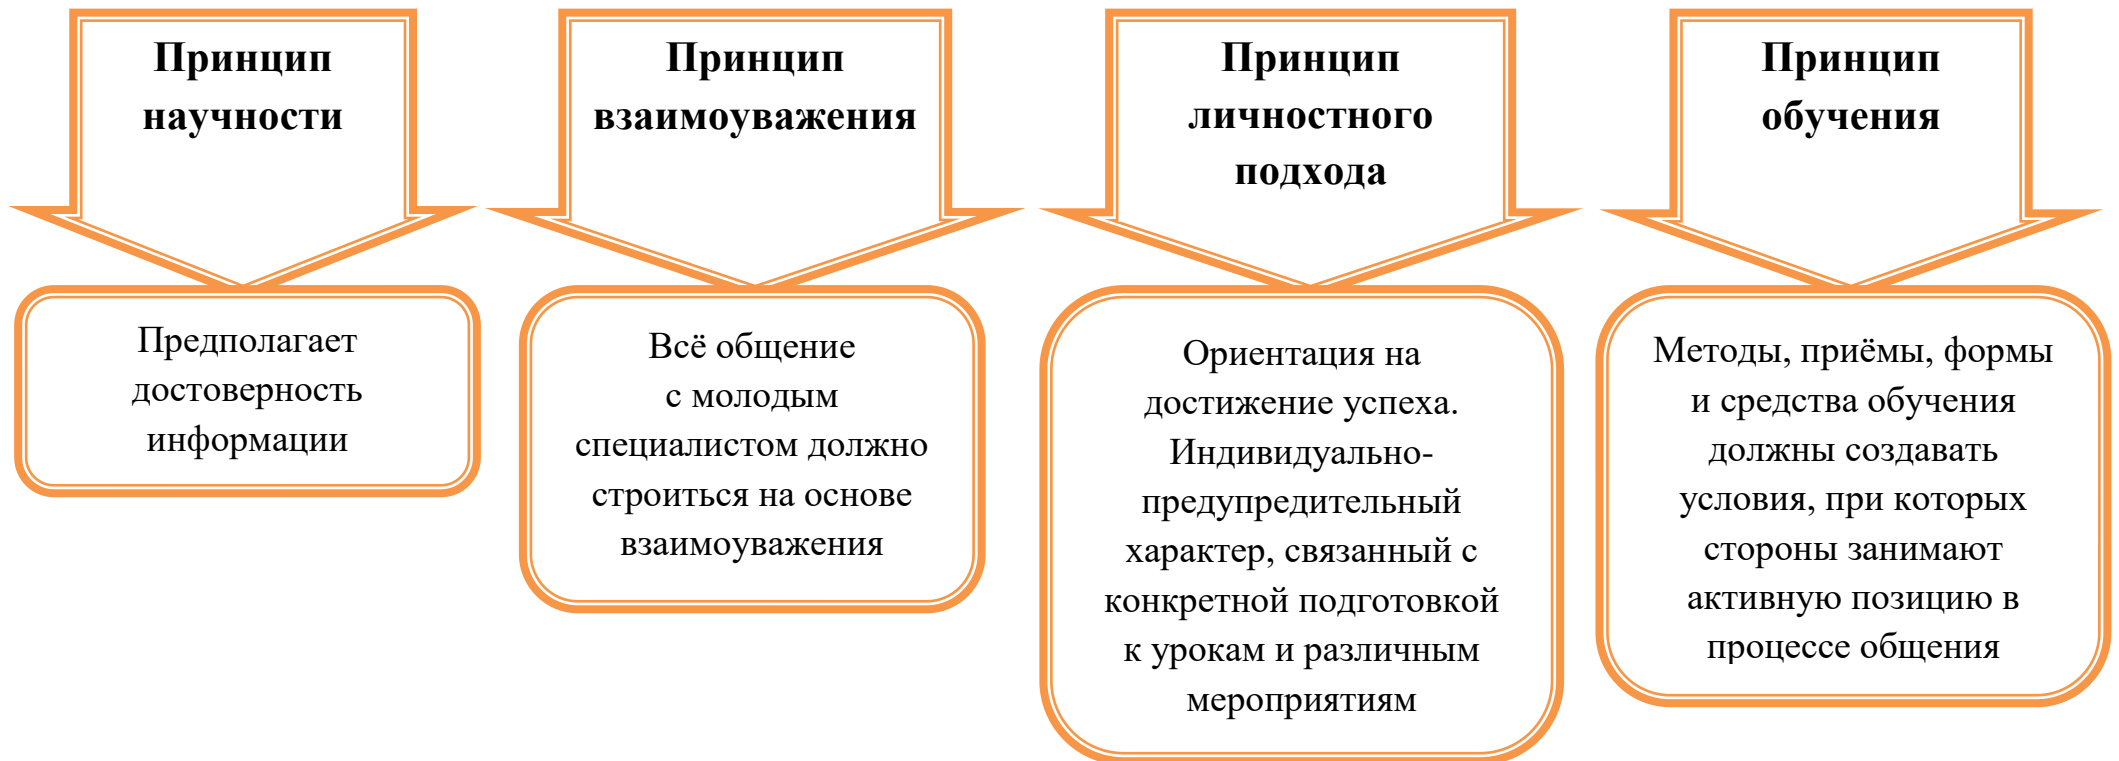 Принцип
научности
Предполагает
достоверность
информации
Принцип
взаимоуважения
Всё общение
с молодым
специалистом должно
строиться на основе
взаимоуважения
Принцип
личностного
подхода
Ориентация на
достижение успеха.
Индивидуально-
предупредительный
характер, связанный с
конкретной подготовкой
к урокам и различным
мероприятиям
Принцип
обучения
Методы, приёмы, формы
и средства обучения
должны создавать
условия, при которых
стороны занимают
активную позицию в
процессе общения